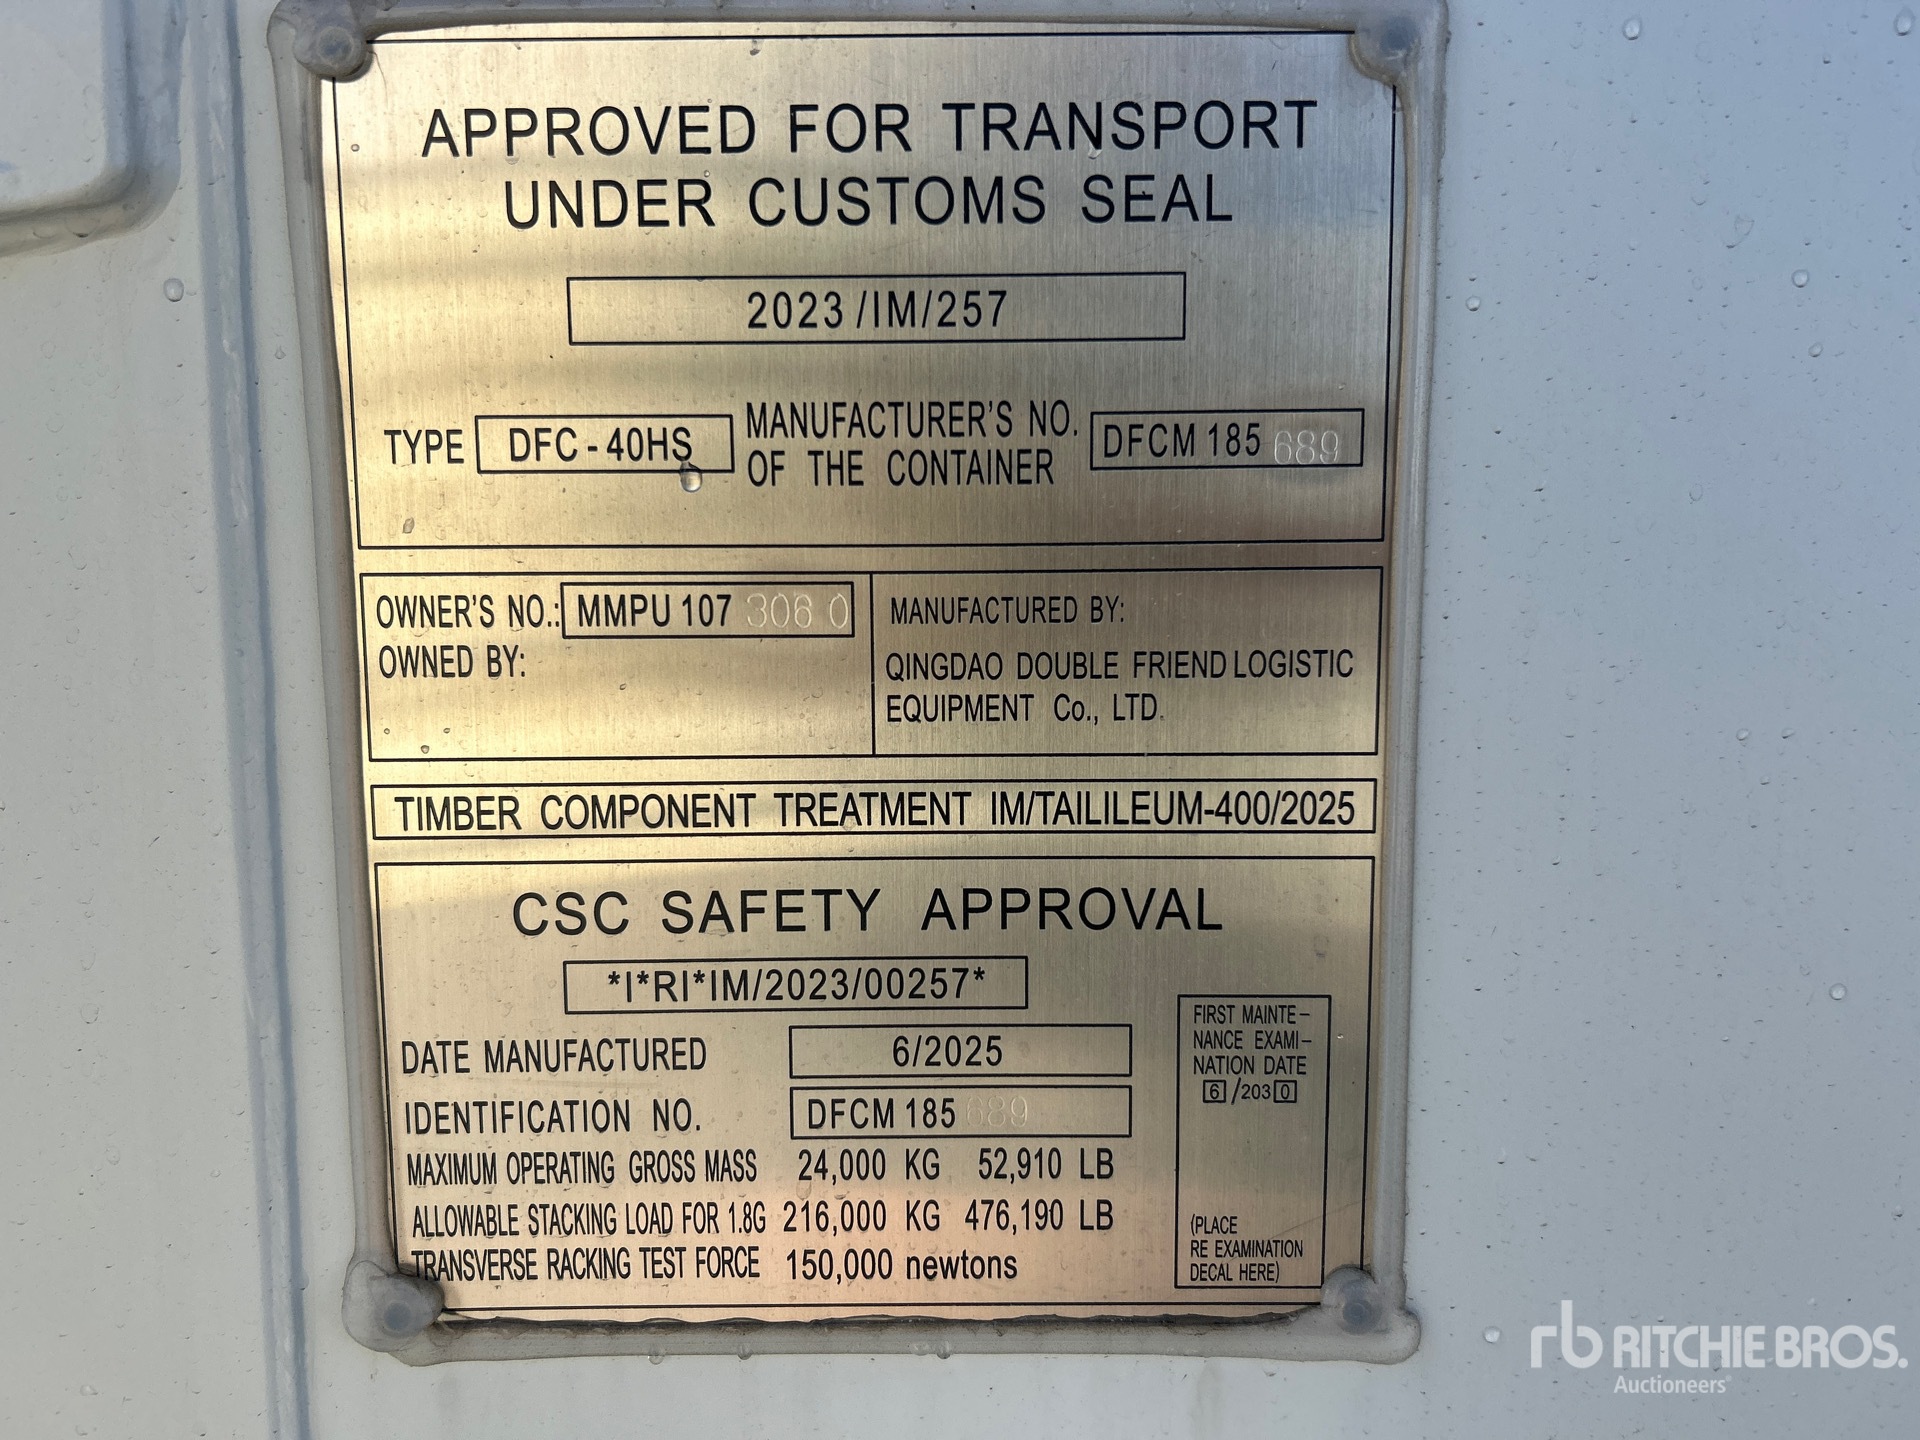 APPROVED FOR TRANSPORT
UNDER CUSTOMS SEAL
2023/IM/257
TYPE DFC-40HS MANUFACTURER'S NO. OF THE CONTAINER DFCM 185 689
OWNER'S NO.: MMPU 107 306 0
OWNED BY:
MANUFACTURED BY:
QINGDAO DOUBLE FRIEND LOGISTIC
EQUIPMENT Co., LTD.
TIMBER COMPONENT TREATMENT IM/TAILILEUM-400/2025
CSC SAFETY APPROVAL
*I*RI*IM/2023/00257*
DATE MANUFACTURED 6/2025
IDENTIFICATION NO. DFCM 185 689
MAXIMUM OPERATING GROSS MASS 24,000 KG 52,910 LB
ALLOWABLE STACKING LOAD FOR 1.8G 216,000 KG 476,190 LB
TRANSVERSE RACKING TEST FORCE 150,000 newtons
FIRST MAINTE-
NANCE EXAMI-
NATION DATE
6/2030
(PLACE
RE EXAMINATION
DECAL HERE)
rb RITCHIE BROS.
Auctioneers